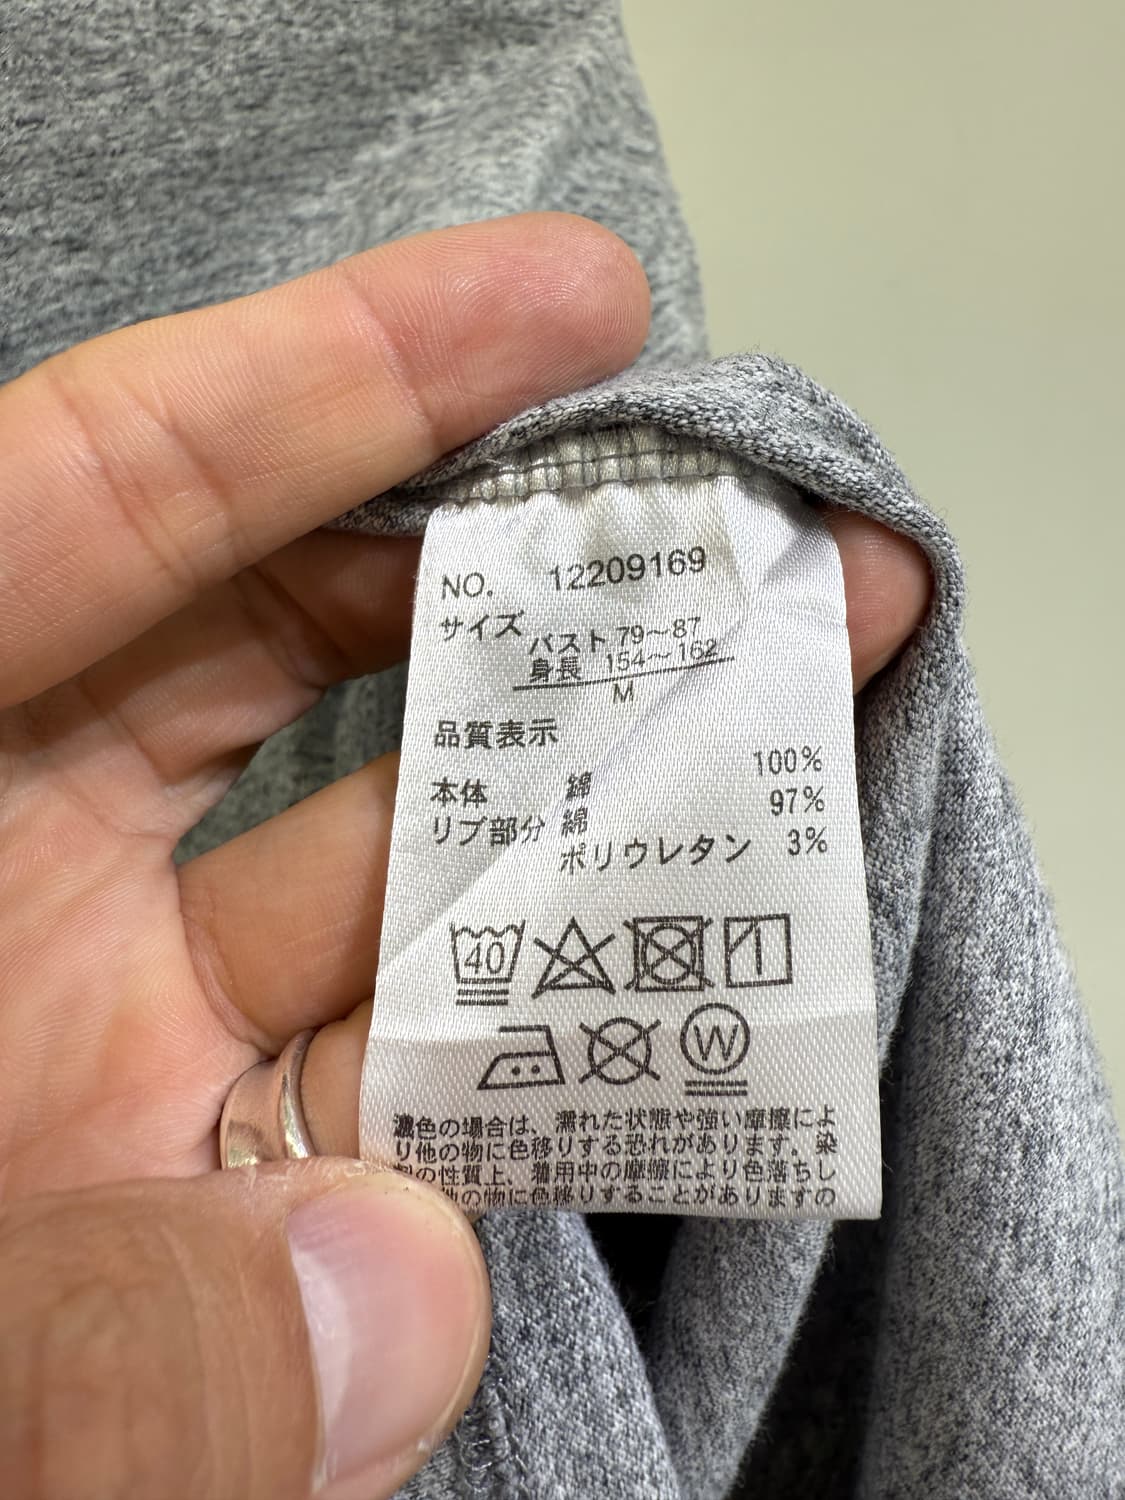 NO. 12209169
サイズ バスト 79～87
身長 154～162
M
品質表示
本体 綿 100%
リブ部分 綿 97%
ポリウレタン 3%
40
W
濃色の場合は、濡れた状態や強い摩擦によ
り他の物に色移りする恐れがあります。染
の性質上、着用中の摩擦により色落ちし
他の物に色移りすることがありますの